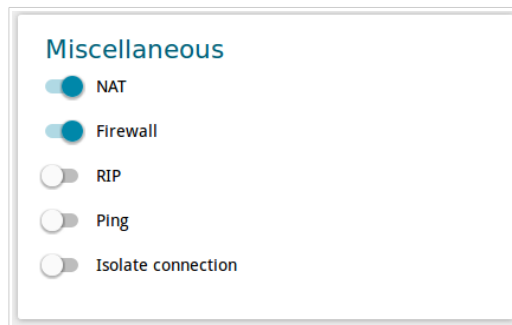 Miscellaneous
NAT
Firewall
RIP
Ping
Isolate connection